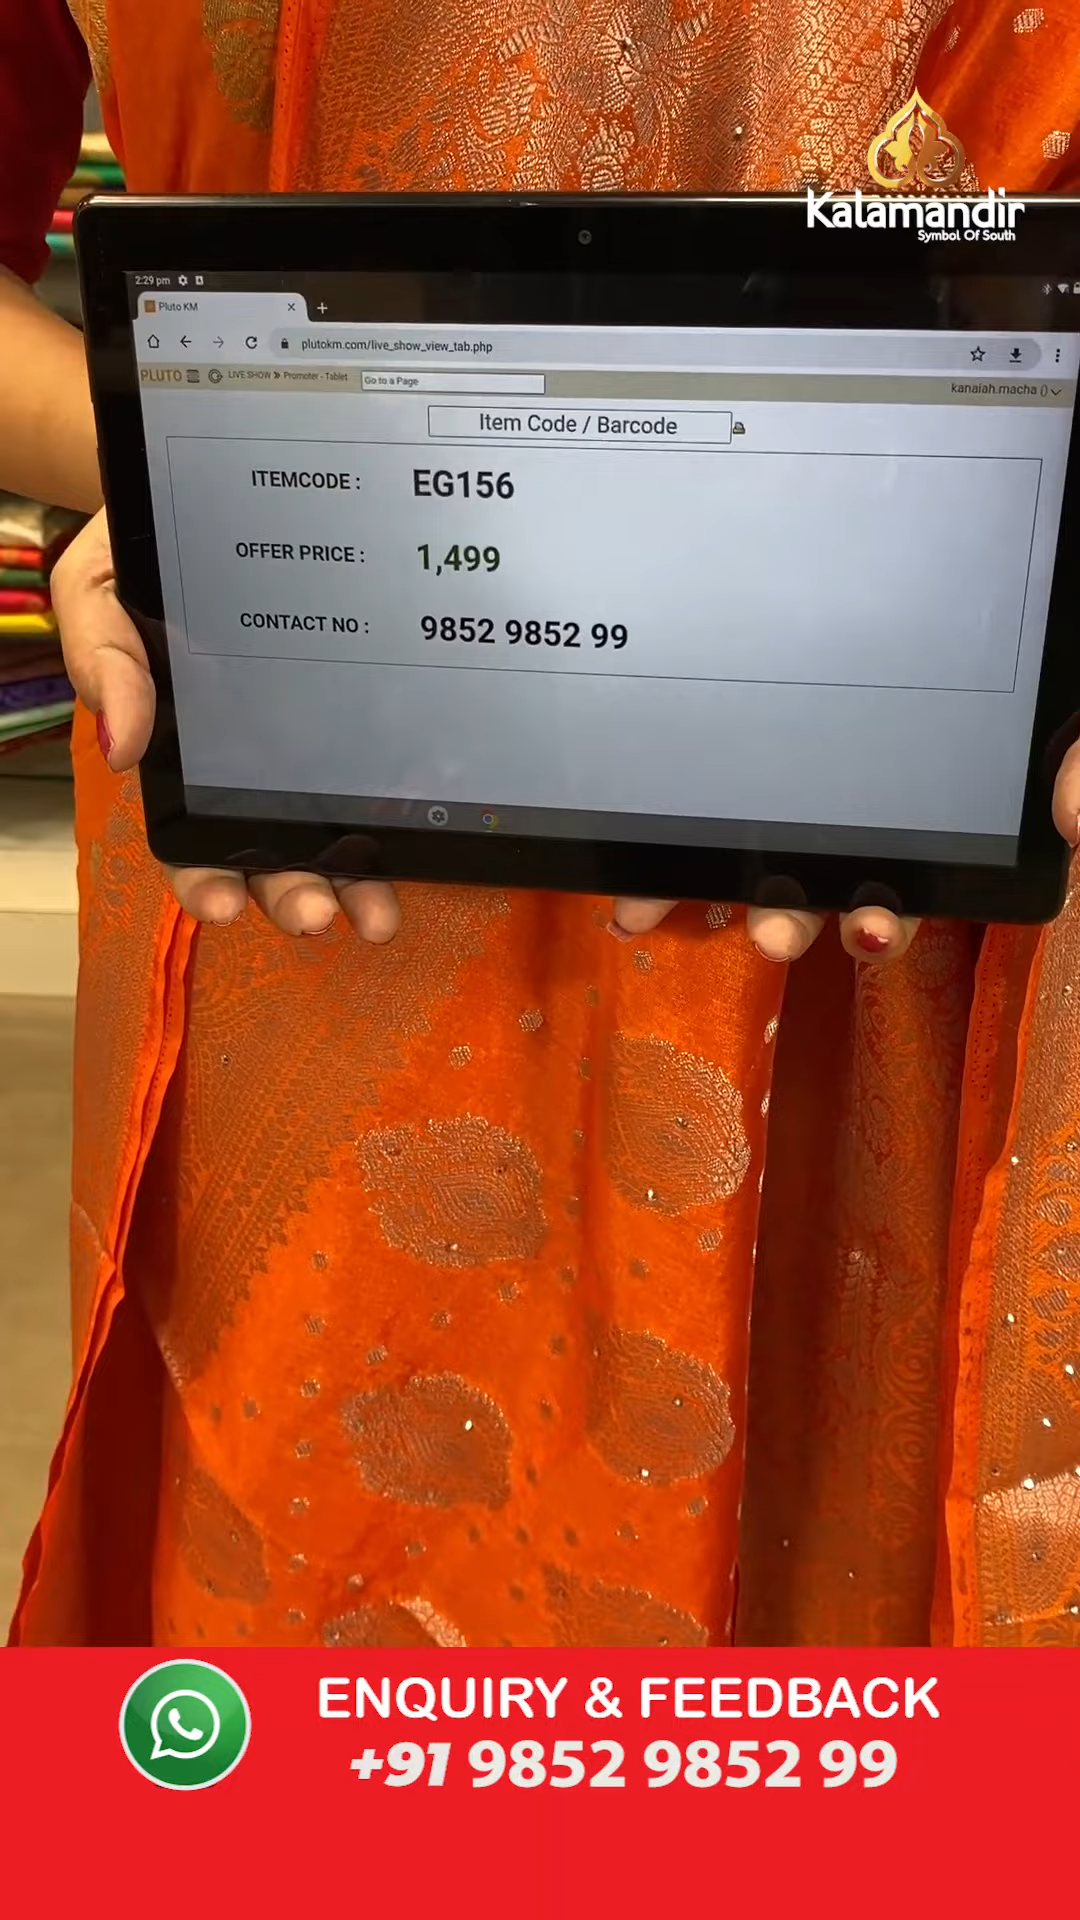 Kalamandir
Symbol Of South
2:29 pm
Pluto KM
plutokm.com/live_show_view_tab.php
PLUTO
LIVE SHOW
Promoter - Tablet
Go to a Page
kanaiah.macha ()
Item Code / Barcode
ITEMCODE : EG156
OFFER PRICE : 1,499
CONTACT NO : 9852 9852 99
ENQUIRY & FEEDBACK
+91 9852 9852 99